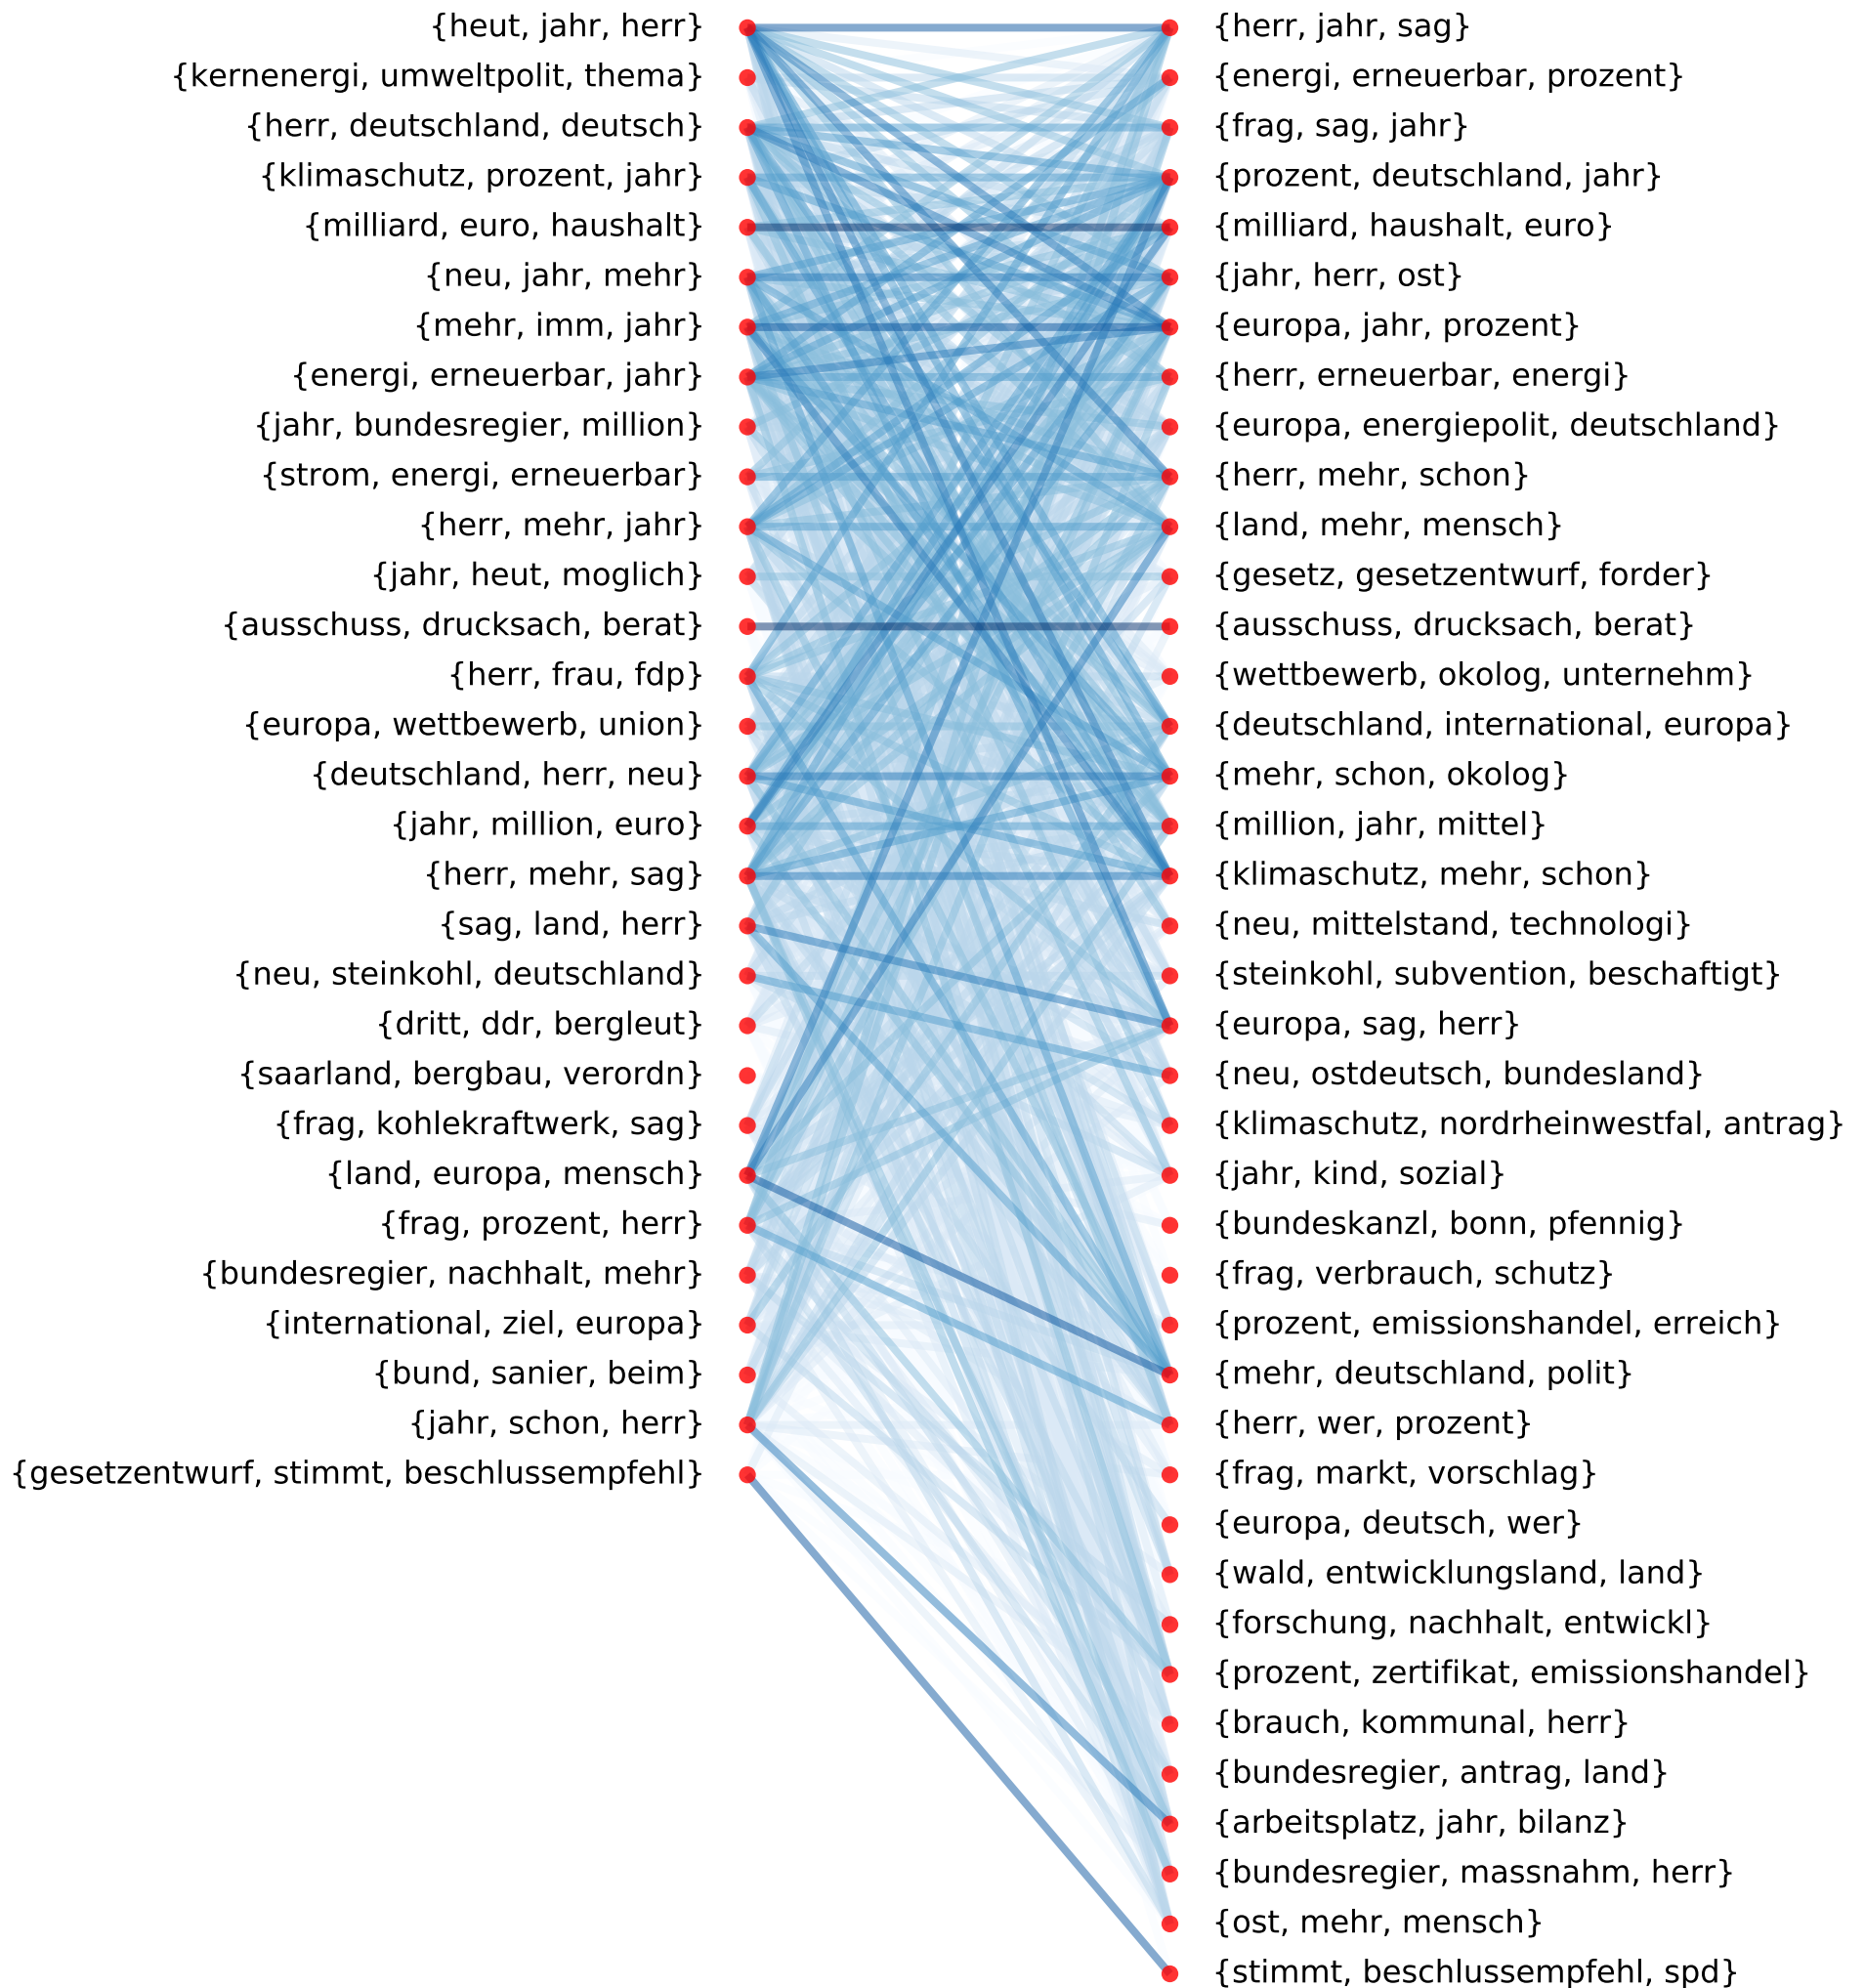 {heut, jahr, herr}
{kernenergi, umweltpolit, thema}
{herr, deutschland, deutsch}
{klimaschutz, prozent, jahr}
{milliard, euro, haushalt}
{neu, jahr, mehr}
{mehr, imm, jahr}
{energi, erneuerbar, jahr}
{jahr, bundesregier, million}
{strom, energi, erneuerbar}
{herr, mehr, jahr}
{jahr, heut, moglich}
{ausschuss, drucksach, berat}
{herr, frau, fdp}
{europa, wettbewerb, union}
{deutschland, herr, neu}
{jahr, million, euro}
{herr, mehr, sag}
{sag, land, herr}
{neu, steinkohl, deutschland}
{dritt, ddr, bergleut}
{saarland, bergbau, verordn}
{frag, kohlekraftwerk, sag}
{land, europa, mensch}
{frag, prozent, herr}
{bundesregier, nachhalt, mehr}
{international, ziel, europa}
{bund, sanier, beim}
{jahr, schon, herr}
{gesetzentwurf, stimmt, beschlussempfehl}
{herr, jahr, sag}
{energi, erneuerbar, prozent}
{frag, sag, jahr}
{prozent, deutschland, jahr}
{milliard, haushalt, euro}
{jahr, herr, ost}
{europa, jahr, prozent}
{herr, erneuerbar, energi}
{europa, energiepolit, deutschland}
{herr, mehr, schon}
{land, mehr, mensch}
{gesetz, gesetzentwurf, forder}
{ausschuss, drucksach, berat}
{wettbewerb, okolog, unternehm}
{deutschland, international, europa}
{mehr, schon, okolog}
{million, jahr, mittel}
{klimaschutz, mehr, schon}
{neu, mittelstand, technologi}
{steinkohl, subvention, beschaftigt}
{europa, sag, herr}
{neu, ostdeutsch, bundesland}
{klimaschutz, nordrheinwestfal, antrag}
{jahr, kind, sozial}
{bundeskanzl, bonn, pfennig}
{frag, verbrauch, schutz}
{prozent, emissionshandel, erreich}
{mehr, deutschland, polit}
{herr, wer, prozent}
{frag, markt, vorschlag}
{europa, deutsch, wer}
{wald, entwicklungsland, land}
{forschung, nachhalt, entwickl}
{prozent, zertifikat, emissionshandel}
{brauch, kommunal, herr}
{bundesregier, antrag, land}
{arbeitsplatz, jahr, bilanz}
{bundesregier, massnahm, herr}
{ost, mehr, mensch}
{stimmt, beschlussempfehl, spd}